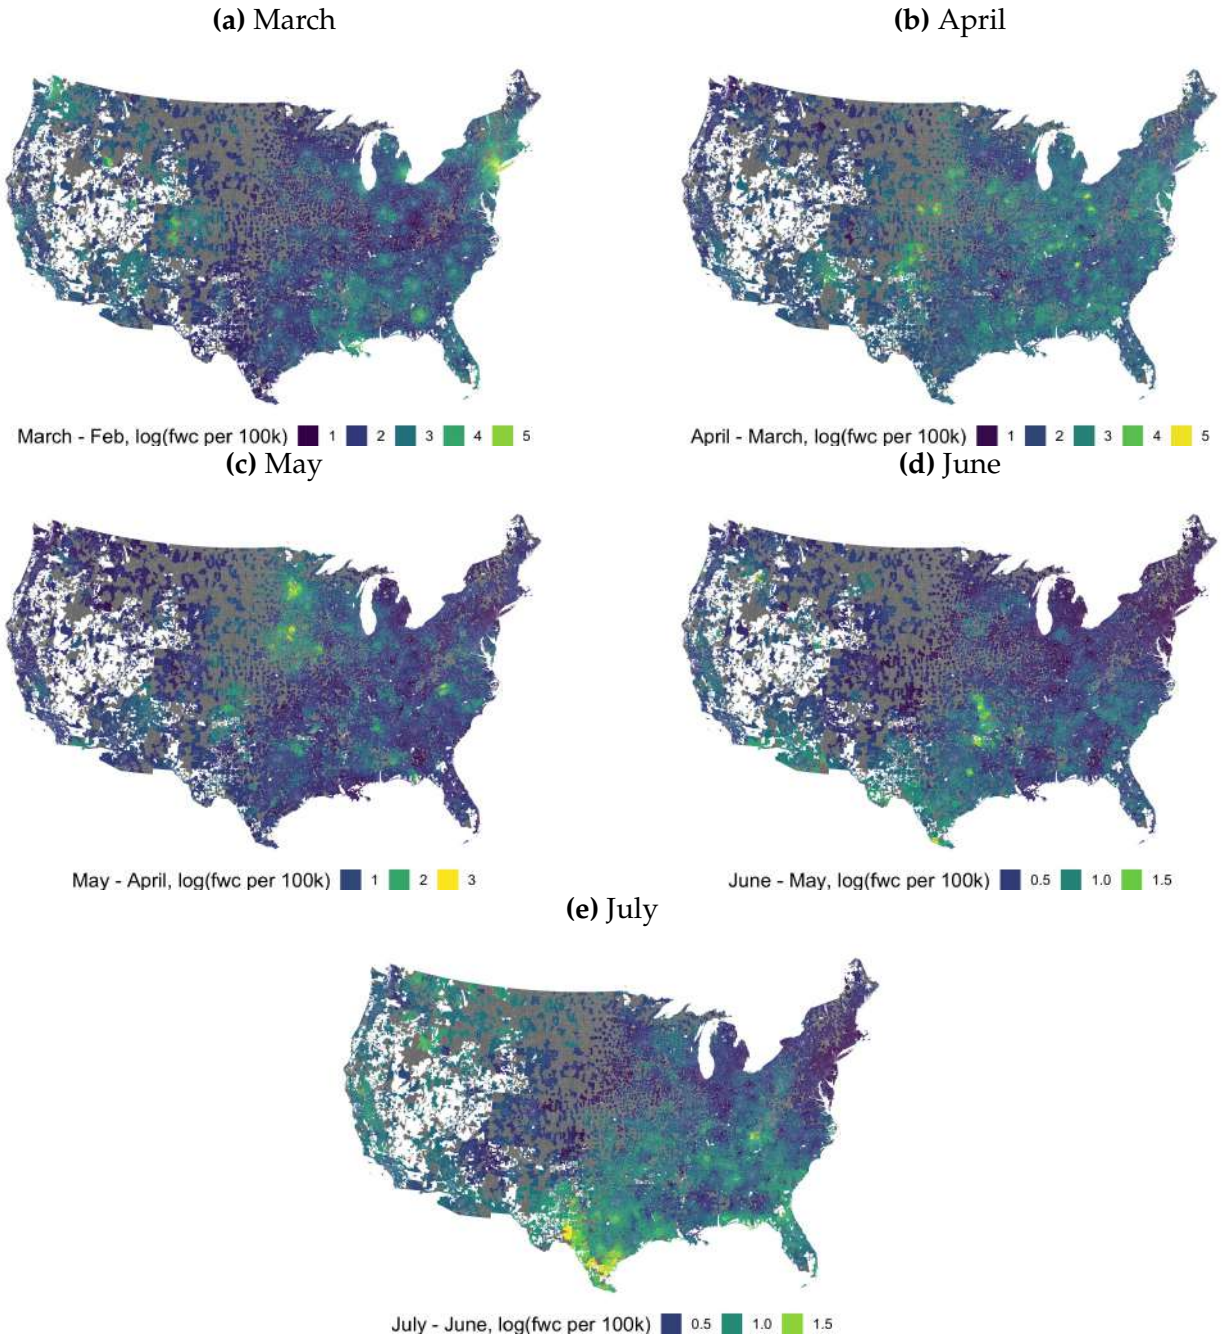 (a) March
(b) April
March - Feb, log(fwc per 100k) 1 2 3 4 5
April - March, log(fwc per 100k) 1 2 3 4 5
(c) May
(d) June
May - April, log(fwc per 100k) 1 2 3
June - May, log(fwc per 100k) 0.5 1.0 1.5
(e) July
July - June, log(fwc per 100k) 0.5 1.0 1.5